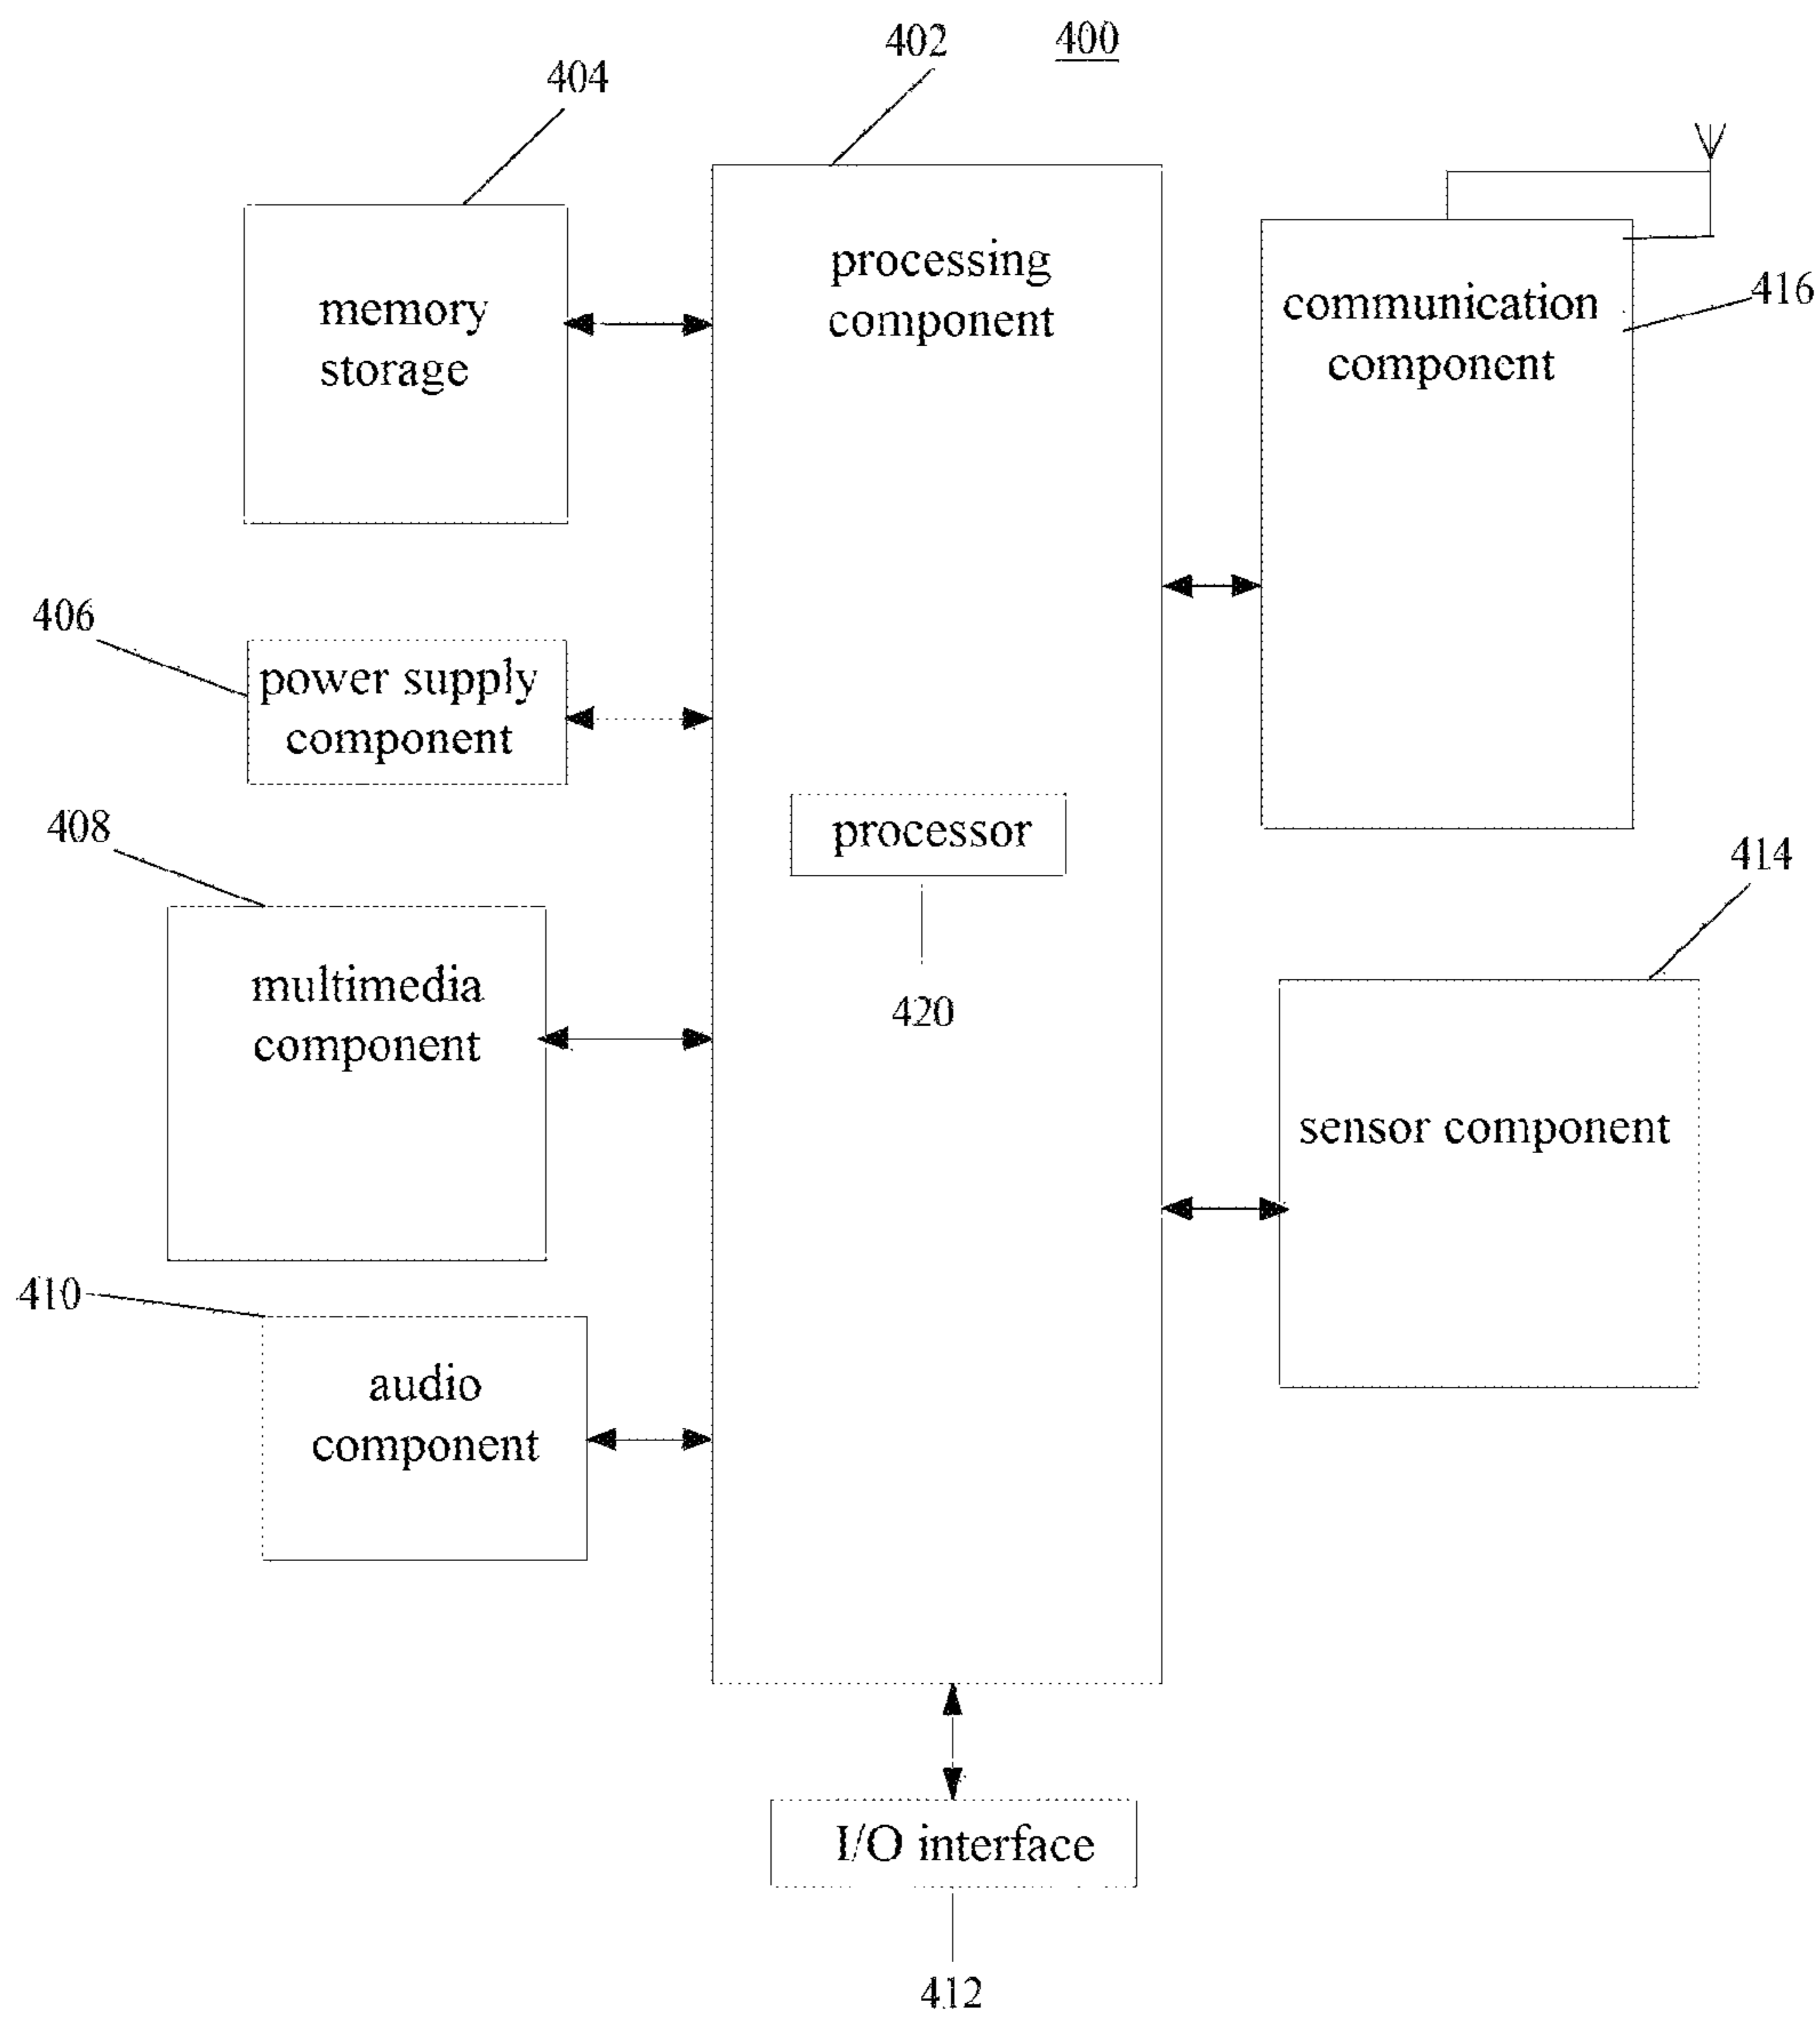 402
400
404
processing
component
memory
storage
communication
component
416
406
power supply
component
processor
408
414
multimedia
component
420
sensor component
410
audio
component
I/O interface
412